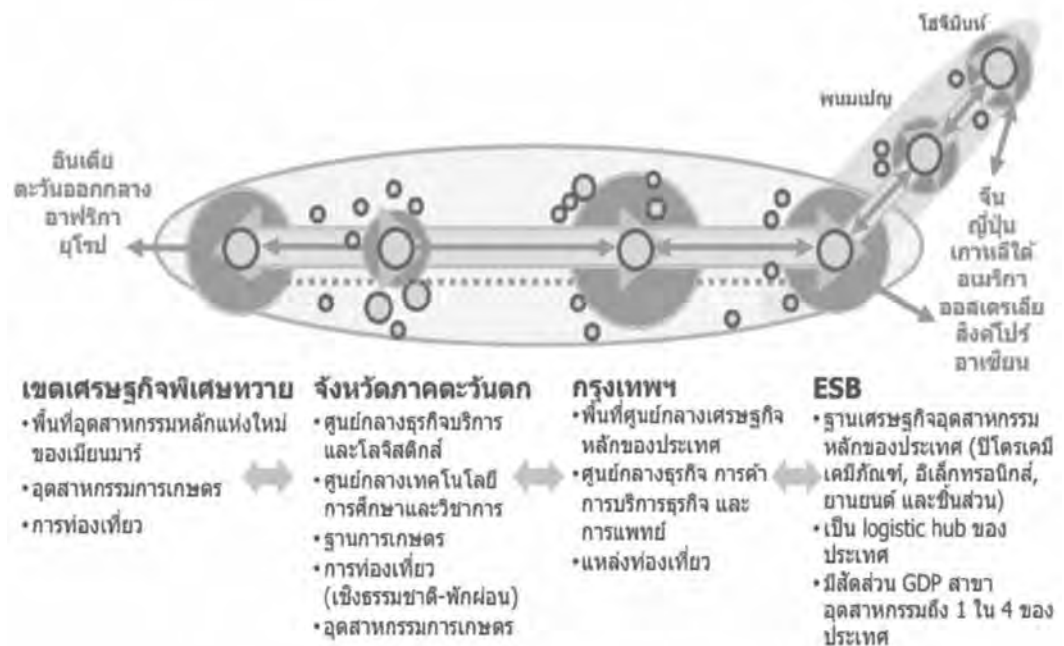 โฮจิมินห์
พนมเปญ
อินเดีย
ตะวันออกกลาง
อาฟริกา
ยุโรป
จีน
ญี่ปุ่น
เกาหลีใต้
อเมริกา
ออสเตรเลีย
สิงคโปร์
อาเซียน
เขตเศรษฐกิจพิเศษทวาย
•พื้นที่อุตสาหกรรมหลักแห่งใหม่
ของเมียนมาร์
•อุตสาหกรรมการเกษตร
•การท่องเที่ยว
จังหวัดภาคตะวันตก
•ศูนย์กลางธุรกิจบริการ
และโลจิสติกส์
•ศูนย์กลางเทคโนโลยี
การศึกษาและวิชาการ
•ฐานการเกษตร
•การท่องเที่ยว
(เชิงธรรมชาติ-พักผ่อน)
•อุตสาหกรรมการเกษตร
กรุงเทพฯ
•พื้นที่ศูนย์กลางเศรษฐกิจ
หลักของประเทศ
•ศูนย์กลางธุรกิจ การค้า
การบริการธุรกิจ และ
การแพทย์
•แหล่งท่องเที่ยว
ESB
•ฐานเศรษฐกิจอุตสาหกรรม
หลักของประเทศ (ปิโตรเคมี
เคมีภัณฑ์, อิเล็กทรอนิกส์,
ยานยนต์ และชิ้นส่วน)
•เป็น logistic hub ของ
ประเทศ
•มีสัดส่วน GDP สาขา
อุตสาหกรรมถึง 1 ใน 4 ของ
ประเทศ